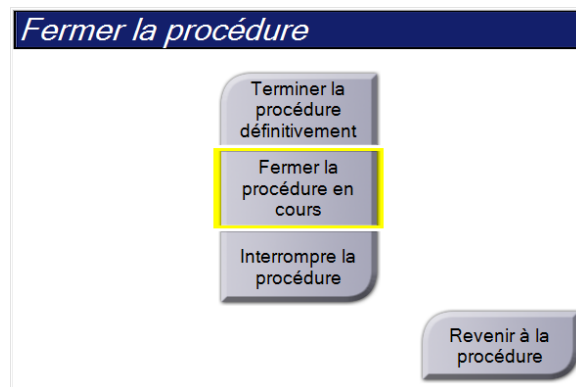 Fermer la procédure
Terminer la
procédure
définitivement
Fermer la
procédure en
cours
Interrompre la
procédure
Revenir à la
procédure